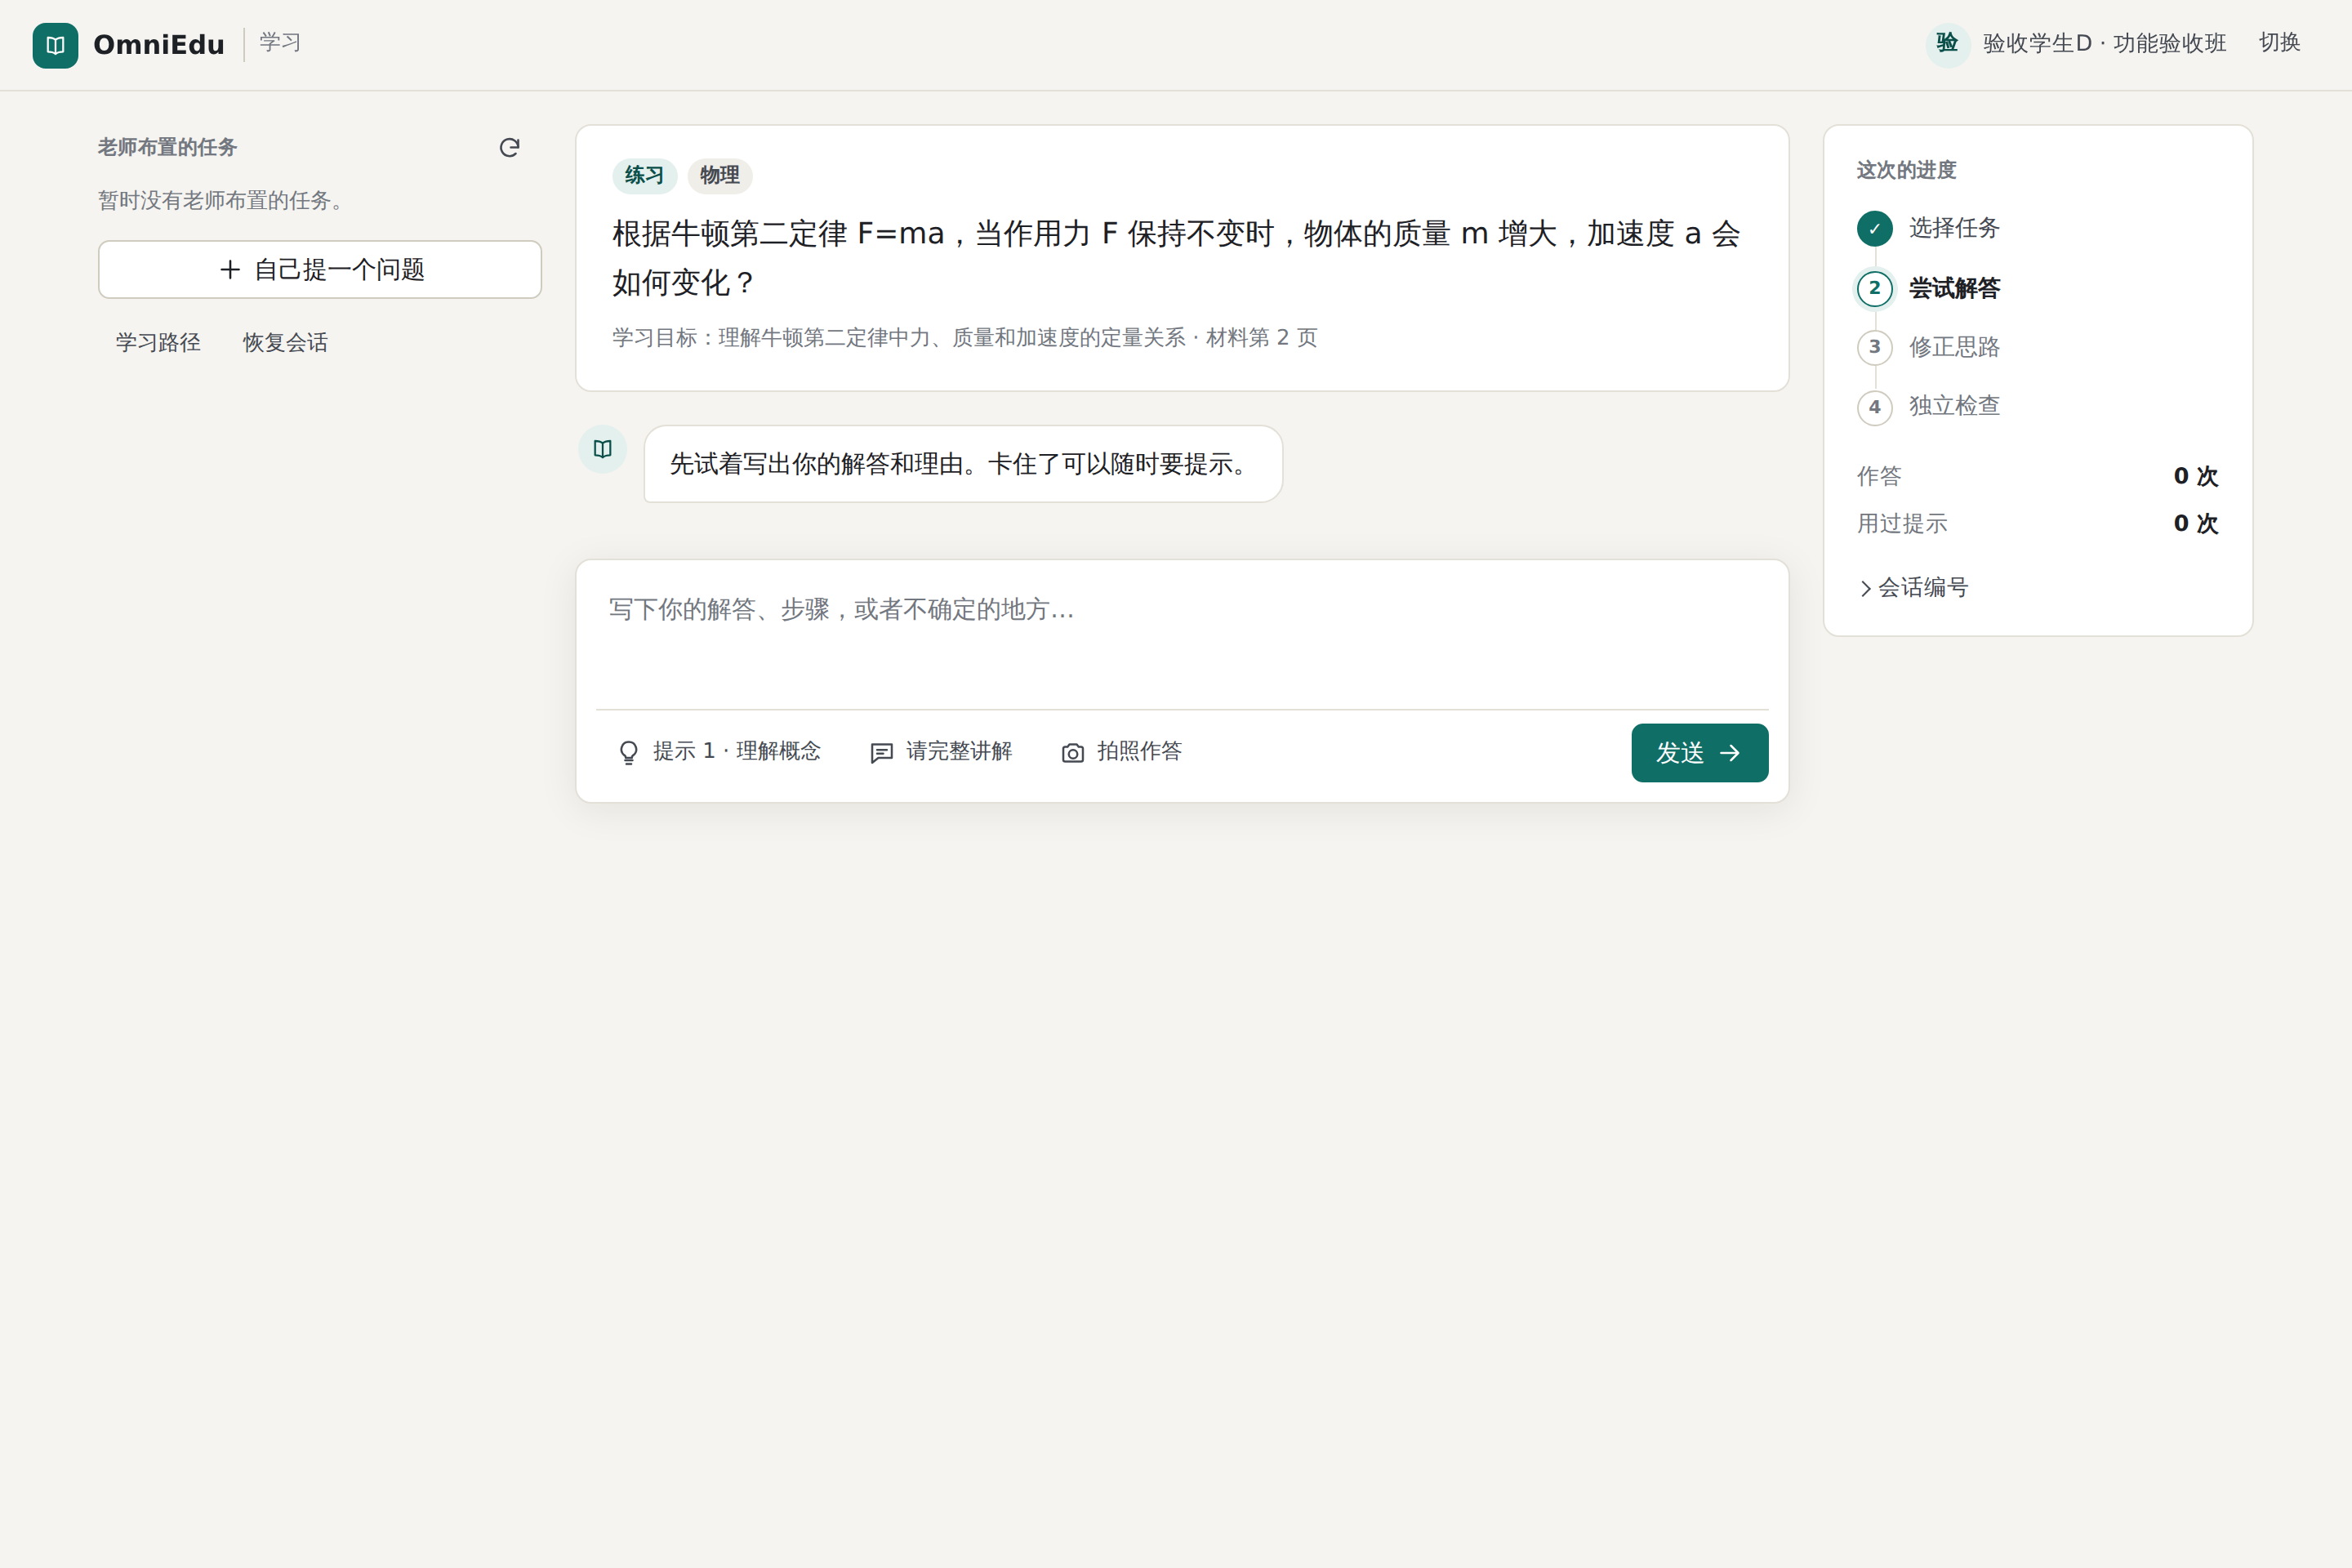 OmniEdu
学习
验
验收学生D · 功能验收班
切换
老师布置的任务
暂时没有老师布置的任务。
自己提一个问题
学习路径
恢复会话
练习
物理
根据牛顿第二定律 F=ma，当作用力 F 保持不变时，物体的质量 m 增大，加速度 a 会
如何变化？
学习目标：理解牛顿第二定律中力、质量和加速度的定量关系 · 材料第 2 页
先试着写出你的解答和理由。卡住了可以随时要提示。
写下你的解答、步骤，或者不确定的地方…
提示 1 · 理解概念
请完整讲解
拍照作答
发送
这次的进度
✓ 选择任务
2 尝试解答
3 修正思路
4 独立检查
作答 0 次
用过提示 0 次
会话编号